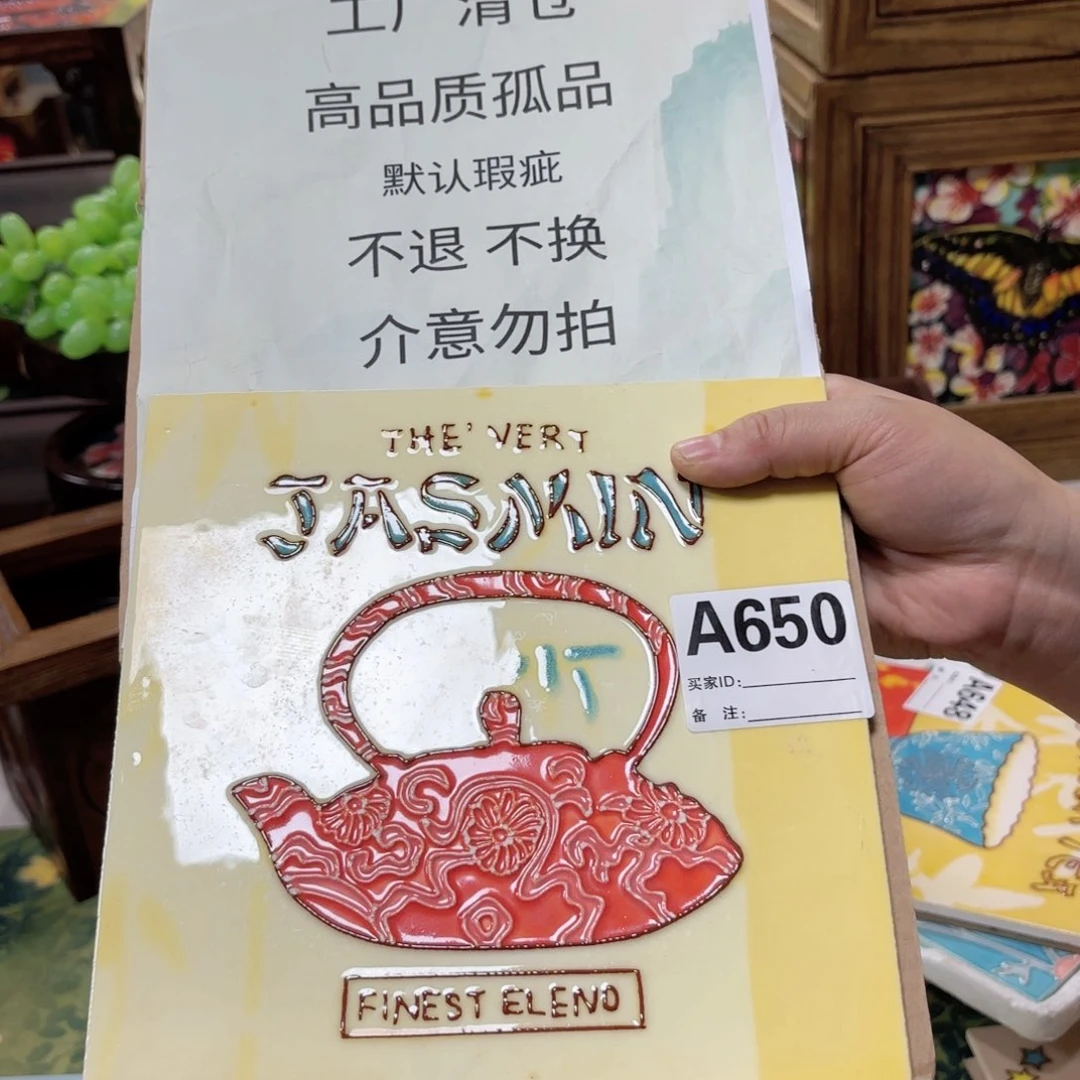 工厂清仓
高品质孤品
默认瑕疵
不退 不换
介意勿拍
THE' VERT
JASMIN
A650
买家ID:
备 注:
FINEST ELEND
A648